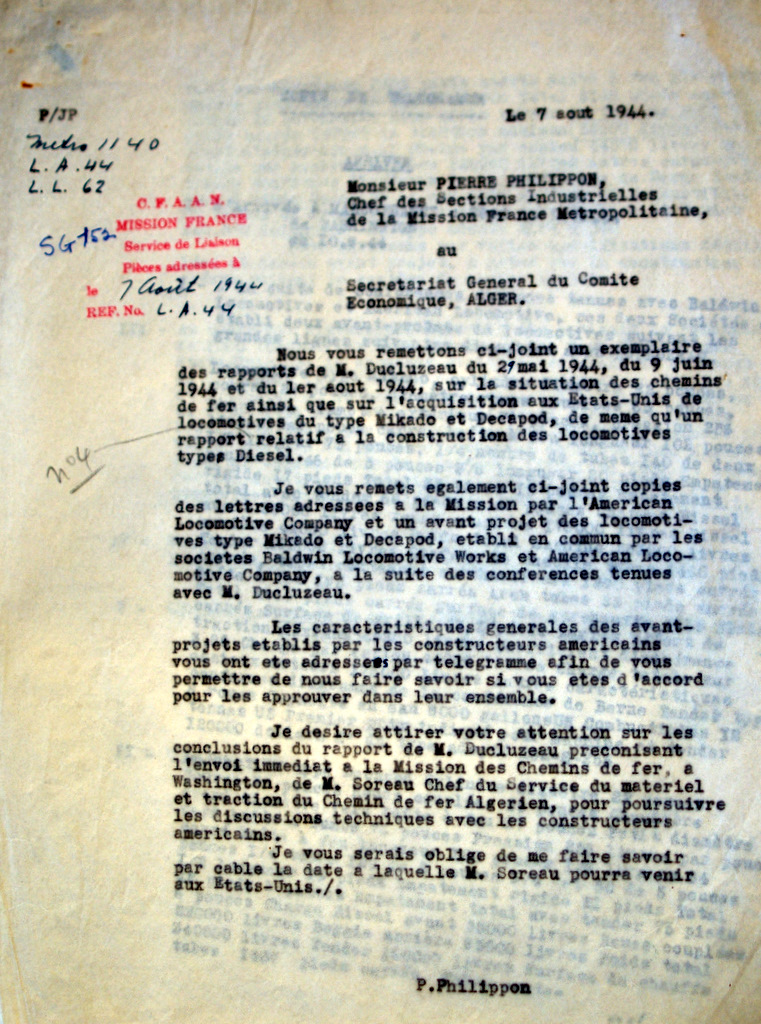 P/JP
Le 7 aout 1944.
Metro 1140
L.A. 44
L.L. 62
SG 152
C. F. A. A. N.
MISSION FRANCE
Service de Liaison
Pièces adressées à
le 7 Août 1944
REF. No. L.A. 44
Monsieur PIERRE PHILIPPON,
Chef des Sections Industrielles
de la Mission France Metropolitaine,
au
Secretariat General du Comite
Economique, ALGER.
Nous vous remettons ci-joint un exemplaire
des rapports de M. Ducluzeau du 27 mai 1944, du 9 juin
1944 et du 1er aout 1944, sur la situation des chemins
de fer ainsi que sur l'acquisition aux Etats-Unis de
locomotives du type Mikado et Decapod, de meme qu'un
rapport relatif a la construction des locomotives
types Diesel.
no 4
Je vous remets egalement ci-joint copies
des lettres adressees a la Mission par l'American
Locomotive Company et un avant projet des locomoti-
ves type Mikado et Decapod, etabli en commun par les
societes Baldwin Locomotive Works et American Loco-
motive Company, a la suite des conferences tenues
avec M. Ducluzeau.
Les caracteristiques generales des avant-
projets etablis par les constructeurs americains
vous ont ete adressees par telegramme afin de vous
permettre de nous faire savoir si vous etes d'accord
pour les approuver dans leur ensemble.
Je desire attirer votre attention sur les
conclusions du rapport de M. Ducluzeau preconisant
l'envoi immediat a la Mission des Chemins de fer, a
Washington, de M. Soreau Chef du Service du materiel
et traction du Chemin de fer Algerien, pour poursuivre
les discussions techniques avec les constructeurs
americains.
Je vous serais oblige de me faire savoir
par cable la date a laquelle M. Soreau pourra venir
aux Etats-Unis./.
P.Philippon